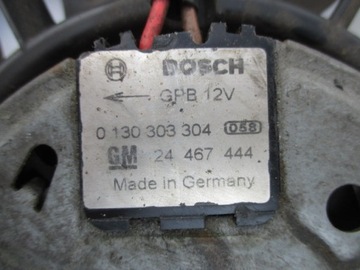 BOSCH
GPB 12V
0 130 303 304 058
GM 24 467 444
Made in Germany